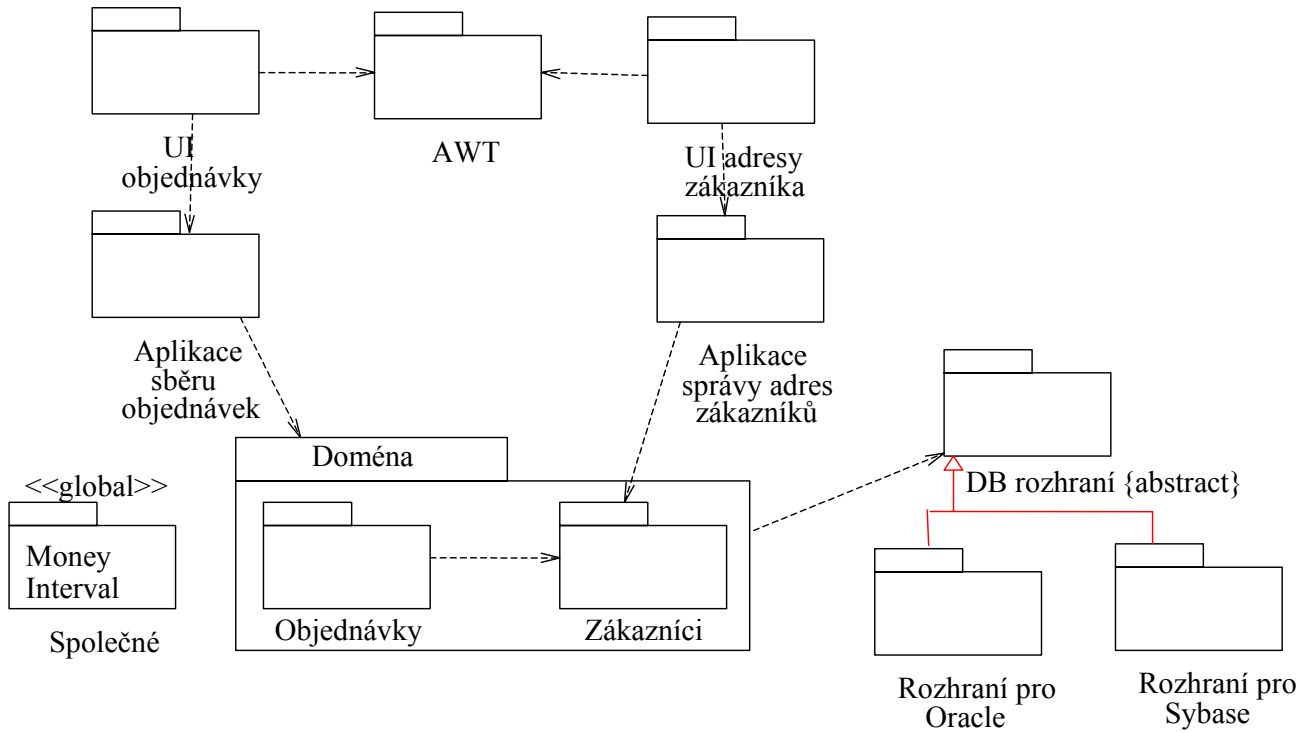 UI
objednávky
AWT
UI adresy
zákazníka
Aplikace
sběru
objednávek
Aplikace
správy adres
zákazníků
Doména
<<global>>
Money
Interval
Společné
Objednávky
Zákazníci
DB rozhraní {abstract}
Rozhraní pro
Oracle
Rozhraní pro
Sybase